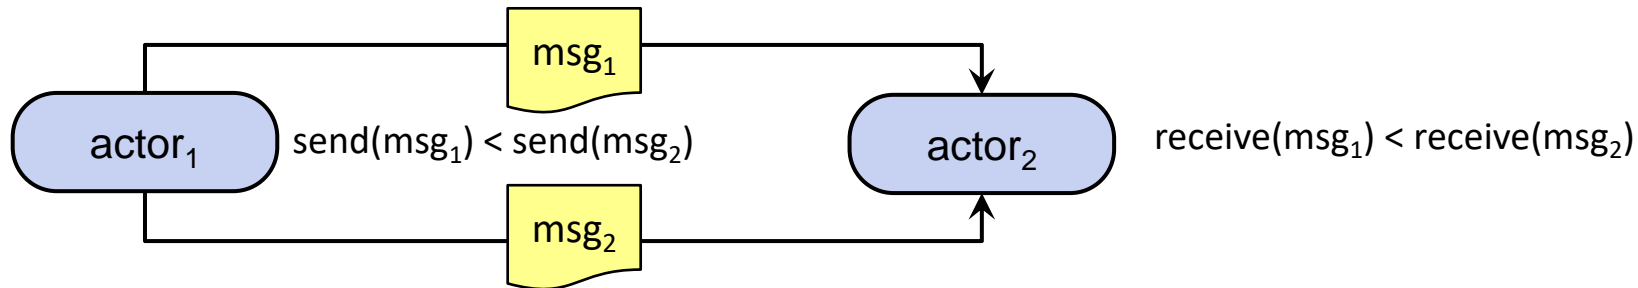 msg₁
actor₁
send(msg₁) < send(msg₂)
actor₂
receive(msg₁) < receive(msg₂)
msg₂